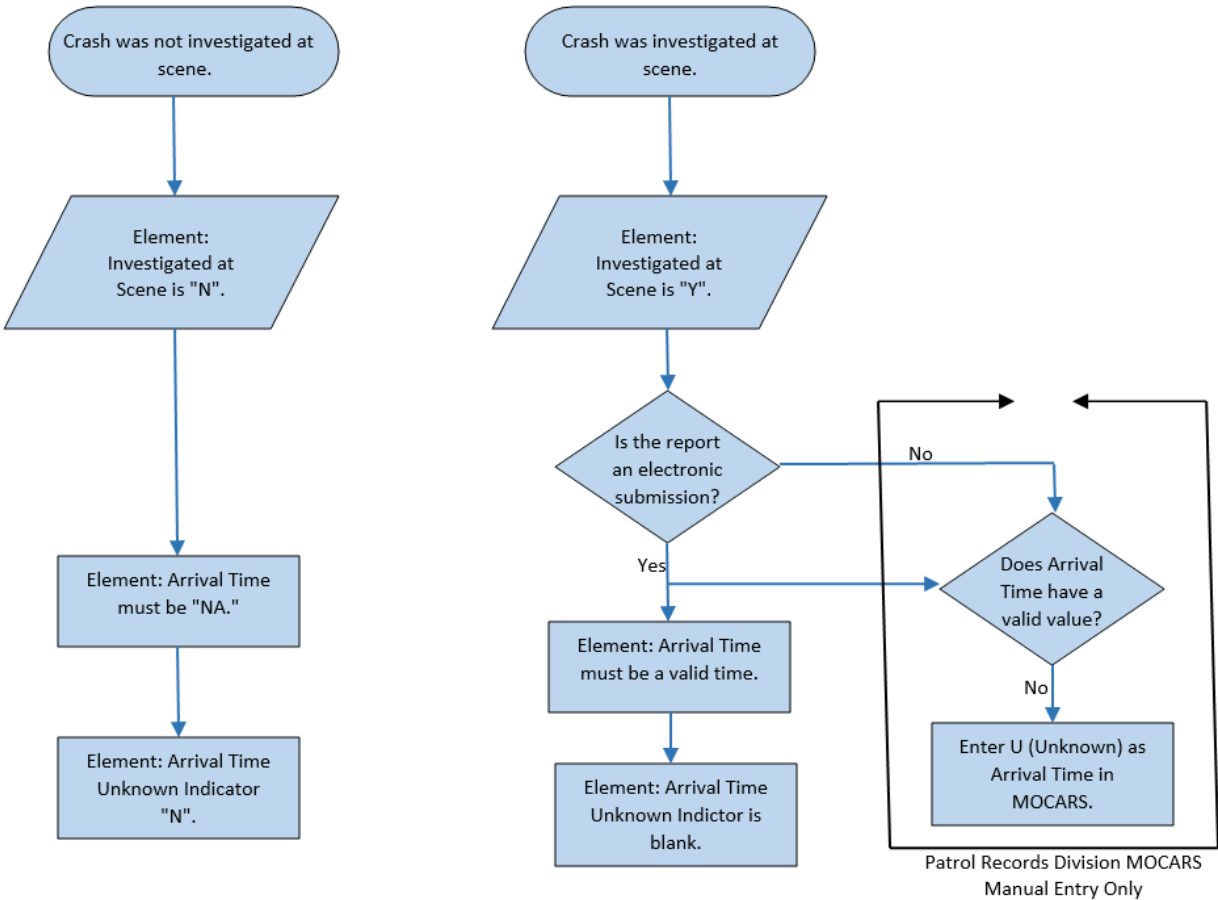 Crash was not investigated at
scene.
Element:
Investigated at
Scene is "N".
Element: Arrival Time
must be "NA."
Element: Arrival Time
Unknown Indicator
"N".
Crash was investigated at
scene.
Element:
Investigated at
Scene is "Y".
Is the report
an electronic
submission?
No
Yes
Element: Arrival Time
must be a valid time.
Element: Arrival Time
Unknown Indictor is
blank.
Does Arrival
Time have a
valid value?
No
Enter U (Unknown) as
Arrival Time in
MOCARS.
Patrol Records Division MOCARS
Manual Entry Only